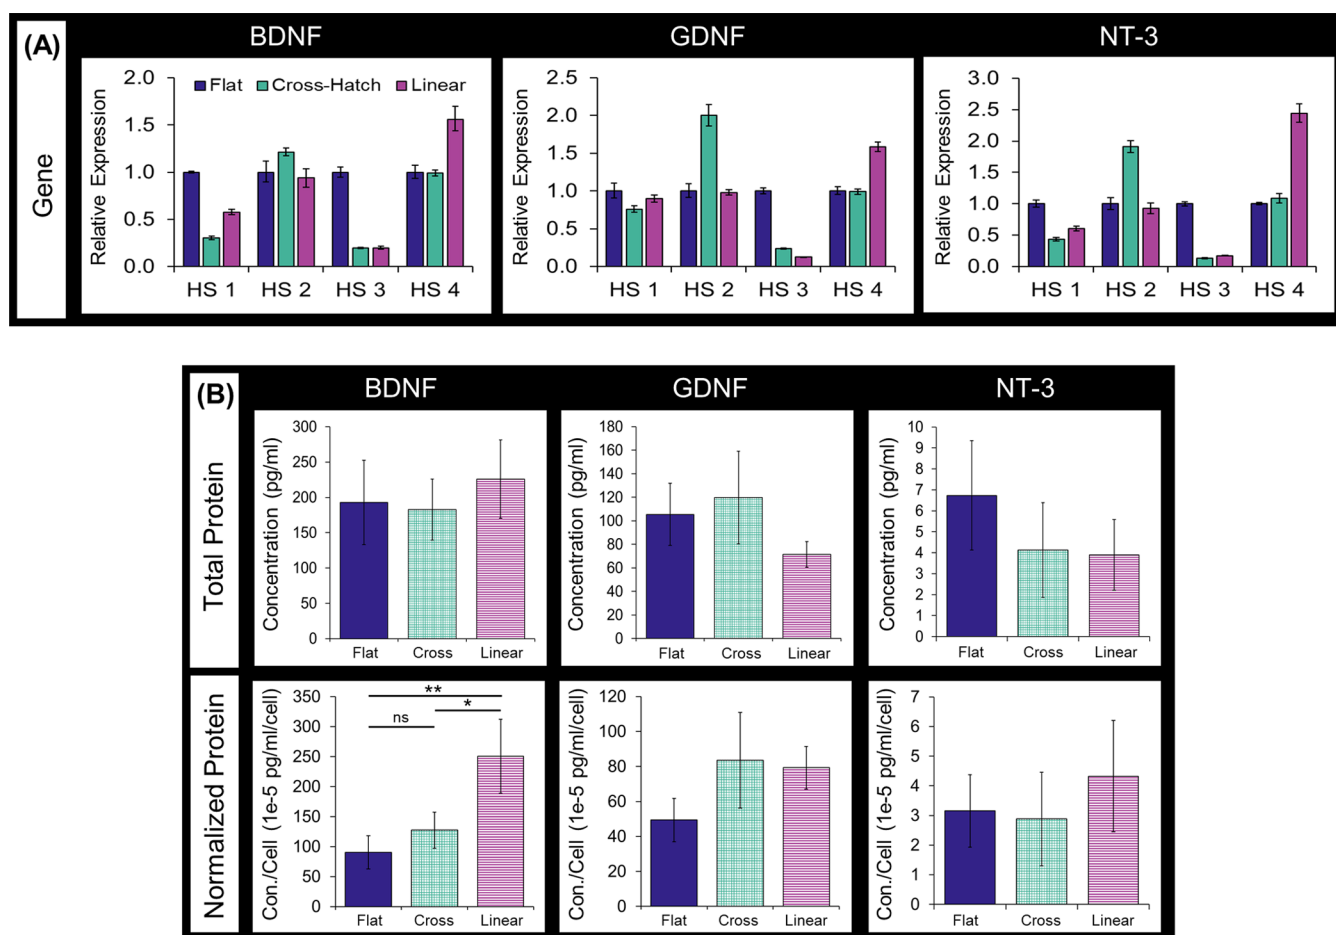 (A)
BDNF
GDNF
NT-3
Gene
Relative Expression
2.0
1.5
1.0
0.5
0.0
Flat
Cross-Hatch
Linear
HS 1
HS 2
HS 3
HS 4
Relative Expression
2.5
2.0
1.5
1.0
0.5
0.0
HS 1
HS 2
HS 3
HS 4
Relative Expression
3.0
2.5
2.0
1.5
1.0
0.5
0.0
HS 1
HS 2
HS 3
HS 4
(B)
BDNF
GDNF
NT-3
Total Protein
Concentration (pg/ml)
300
250
200
150
100
50
0
Flat
Cross
Linear
Concentration (pg/ml)
180
160
140
120
100
80
60
40
20
0
Flat
Cross
Linear
Concentration (pg/ml)
10
9
8
7
6
5
4
3
2
1
0
Flat
Cross
Linear
Normalized Protein
Con./Cell (1e-5 pg/ml/cell)
350
300
250
200
150
100
50
0
**
ns
*
Flat
Cross
Linear
Con./Cell (1e-5 pg/ml/cell)
120
100
80
60
40
20
0
Flat
Cross
Linear
Con./Cell (1e-5 pg/ml/cell)
7
6
5
4
3
2
1
0
Flat
Cross
Linear